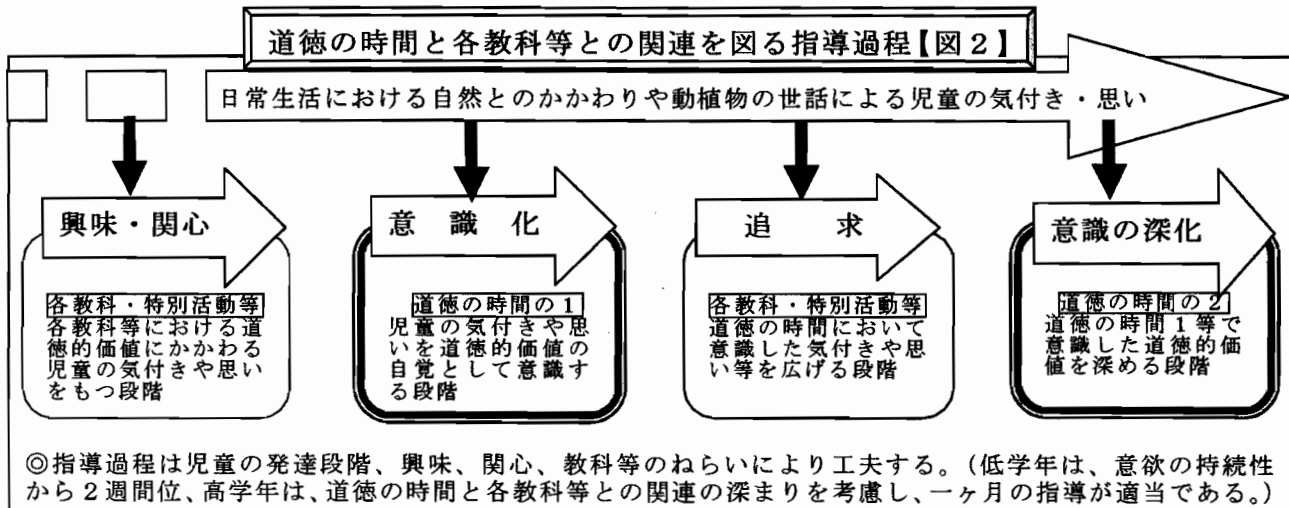 道徳の時間と各教科等との関連を図る指導過程【図2】
日常生活における自然とのかかわりや動植物の世話による児童の気付き・思い
興味・関心
各教科・特別活動等
各教科等における道
徳的価値にかかわる
児童の気付きや思い
をもつ段階
意識化
道徳の時間の1
児童の気付きや思
いを道徳的価値の
自覚として意識す
る段階
追求
各教科・特別活動等
道徳の時間において
意識した気付きや思
い等を広げる段階
意識の深化
道徳の時間の2
道徳の時間1等で
意識した道徳的価
値を深める段階
◎指導過程は児童の発達段階、興味、関心、教科等のねらいにより工夫する。(低学年は、意欲の持続性
から2週間位、高学年は、道徳の時間と各教科等との関連の深まりを考慮し、一ヶ月の指導が適当である。)